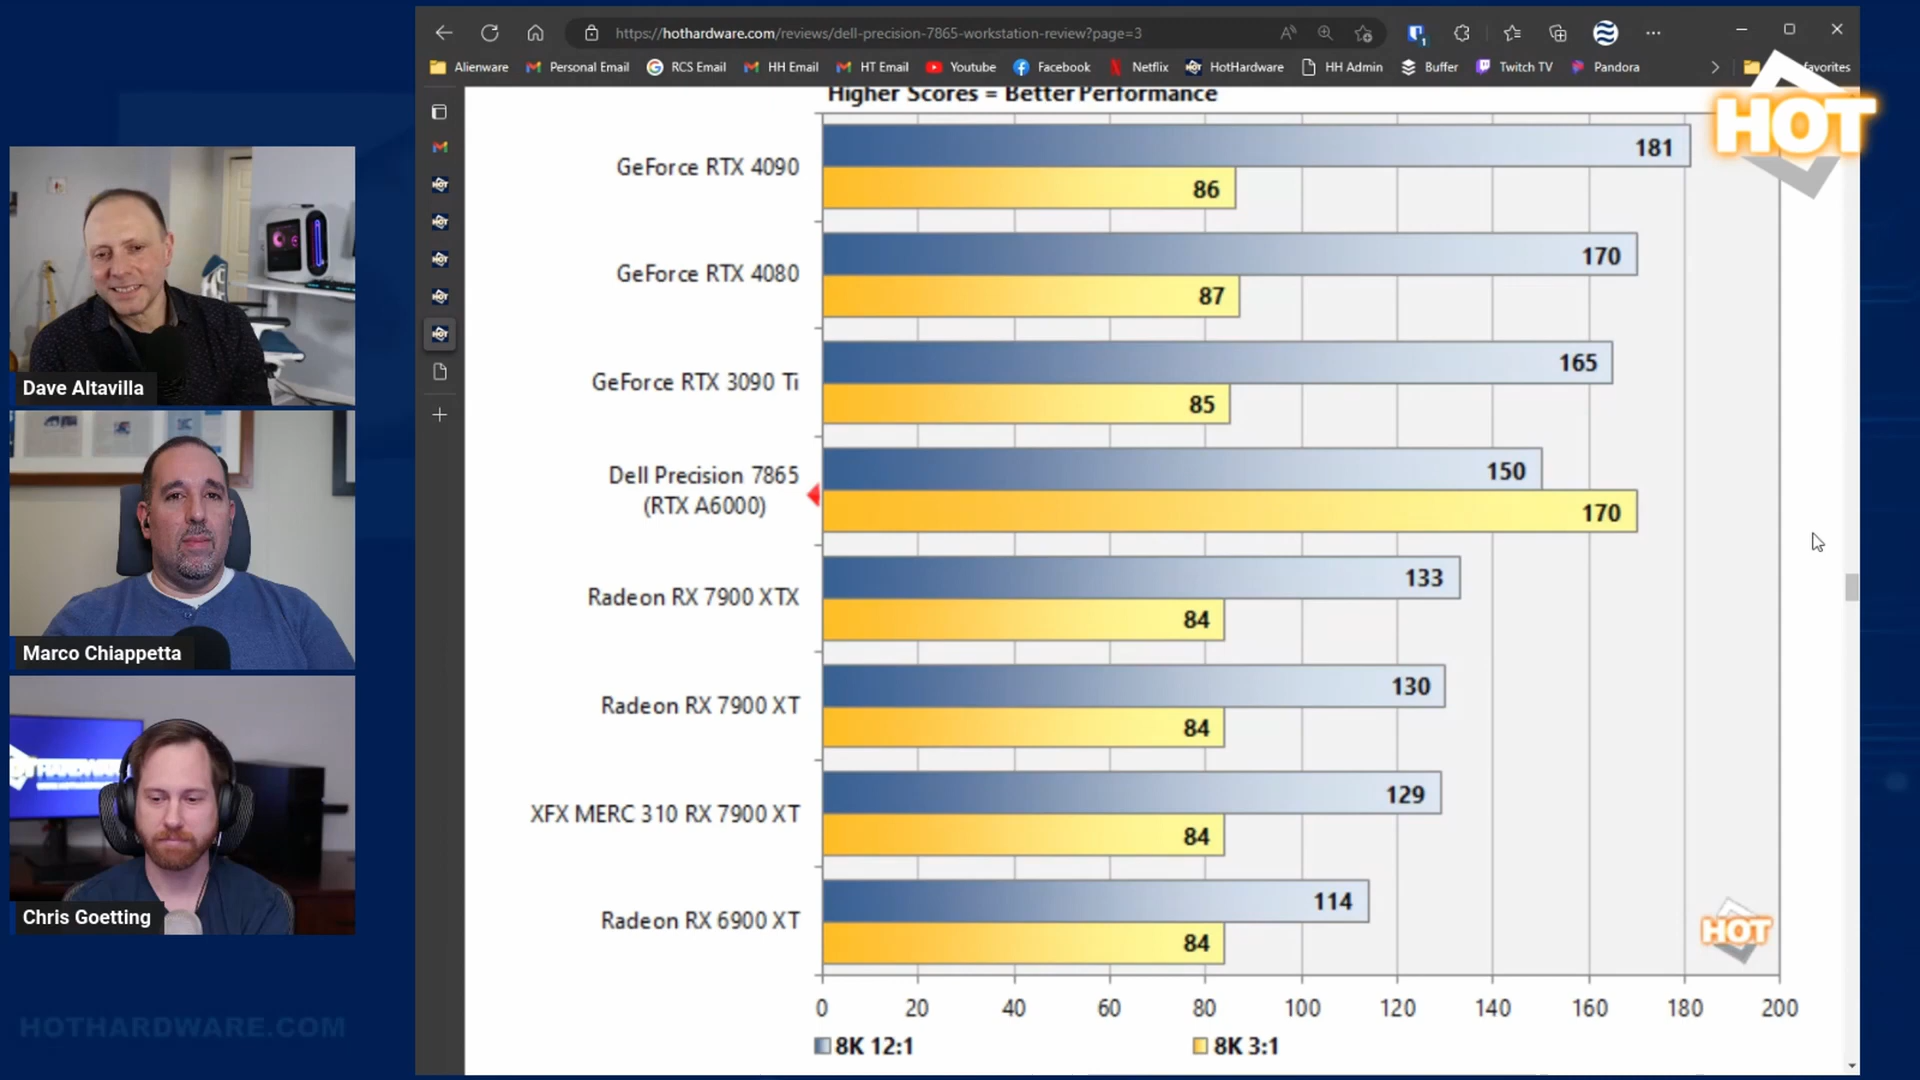 https://hothardware.com/reviews/dell-precision-7865-workstation-review?page=3
Alienware
Personal Email
RCS Email
HH Email
HT Email
Youtube
Facebook
Netflix
HotHardware
HH Admin
Buffer
Twitch TV
Pandora
favorites
HOT
Higher Scores = Better Performance
GeForce RTX 4090
181
86
GeForce RTX 4080
170
87
GeForce RTX 3090 Ti
165
85
Dell Precision 7865
(RTX A6000)
150
170
Radeon RX 7900 XTX
133
84
Radeon RX 7900 XT
130
84
XFX MERC 310 RX 7900 XT
129
84
Radeon RX 6900 XT
114
84
HOT
0 20 40 60 80 100 120 140 160 180 200
8K 12:1
8K 3:1
Dave Altavilla
Marco Chiappetta
Chris Goetting
HOTHARDWARE.COM